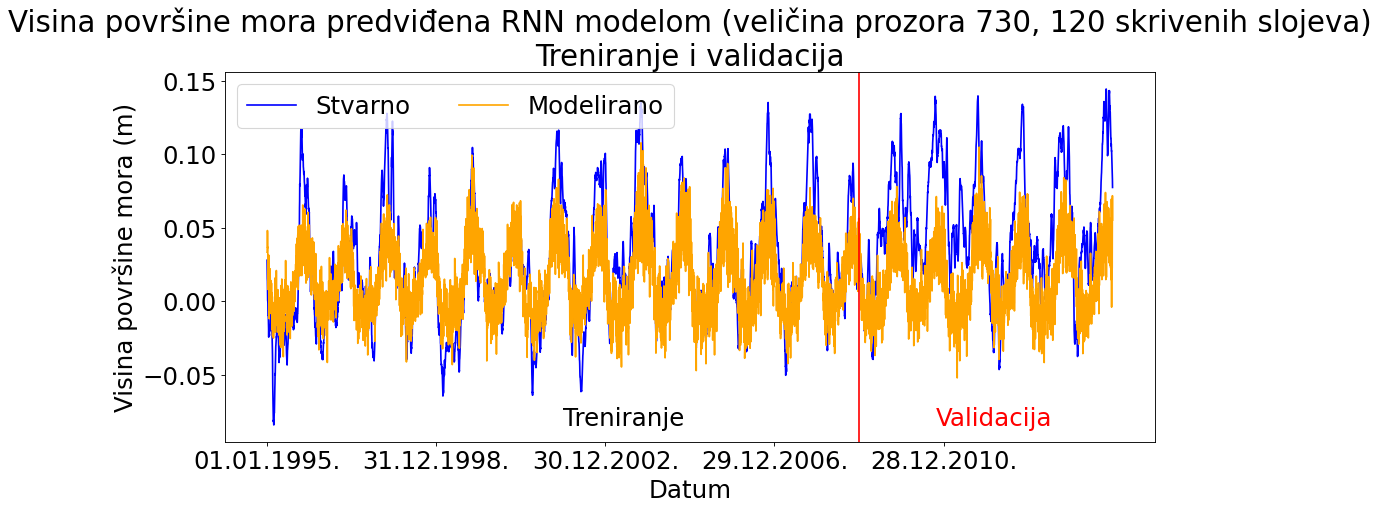 Visina površine mora predviđena RNN modelom (veličina prozora 730, 120 skrivenih slojeva)
Treniranje i validacija
Stvarno
Modelirano
Visina površine mora (m)
0.15
0.10
0.05
0.00
−0.05
Treniranje
Validacija
01.01.1995.
31.12.1998.
30.12.2002.
29.12.2006.
28.12.2010.
Datum